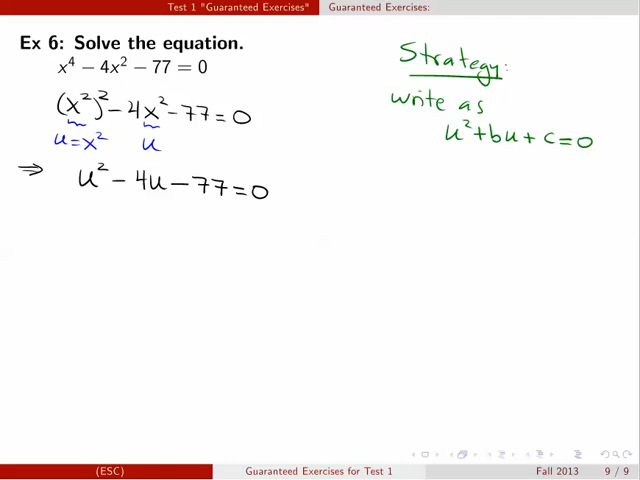 Test 1 "Guaranteed Exercises" Guaranteed Exercises:
Ex 6: Solve the equation.
x⁴ − 4x² − 77 = 0
(x²)² − 4x² − 77 = 0
u = x² u
⇒ u² − 4u − 77 = 0
Strategy:
write as
u² + bu + c = 0
(ESC) Guaranteed Exercises for Test 1 Fall 2013 9 / 9